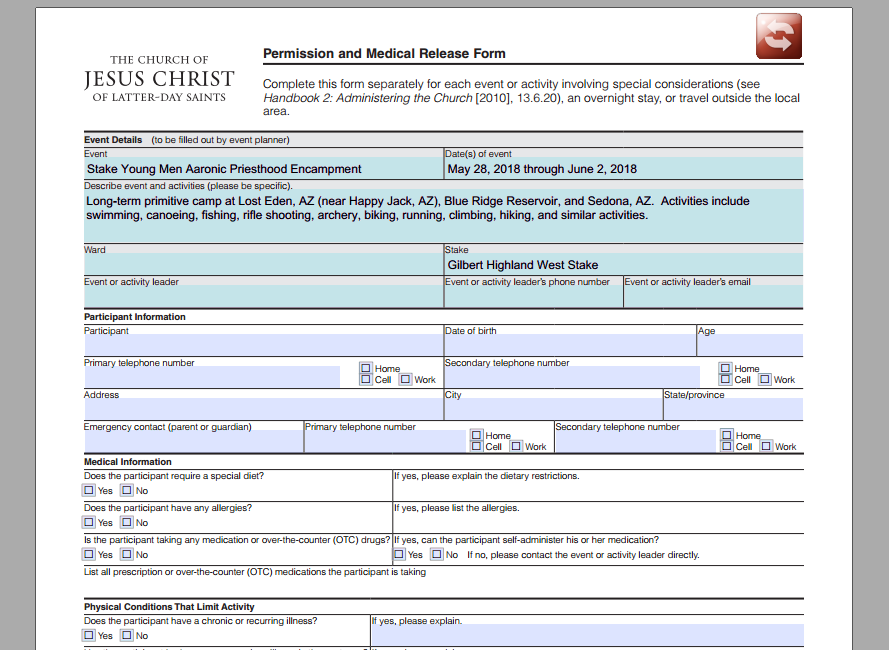 THE CHURCH OF
JESUS CHRIST
OF LATTER-DAY SAINTS
Permission and Medical Release Form
Complete this form separately for each event or activity involving special considerations (see
Handbook 2: Administering the Church [2010], 13.6.20), an overnight stay, or travel outside the local
area.
Event Details (to be filled out by event planner)
Event Date(s) of event
Stake Young Men Aaronic Priesthood Encampment May 28, 2018 through June 2, 2018
Describe event and activities (please be specific).
Long-term primitive camp at Lost Eden, AZ (near Happy Jack, AZ), Blue Ridge Reservoir, and Sedona, AZ. Activities include
swimming, canoeing, fishing, rifle shooting, archery, biking, running, climbing, hiking, and similar activities.
Ward Stake
Gilbert Highland West Stake
Event or activity leader Event or activity leader's phone number Event or activity leader's email
Participant Information
Participant Date of birth Age
Primary telephone number Home Secondary telephone number Home
Cell Work Cell Work
Address City State/province
Emergency contact (parent or guardian) Primary telephone number Home Secondary telephone number Home
Cell Work Cell Work
Medical Information
Does the participant require a special diet? If yes, please explain the dietary restrictions.
Yes No
Does the participant have any allergies? If yes, please list the allergies.
Yes No
Is the participant taking any medication or over-the-counter (OTC) drugs? If yes, can the participant self-administer his or her medication?
Yes No Yes No If no, please contact the event or activity leader directly.
List all prescription or over-the-counter (OTC) medications the participant is taking
Physical Conditions That Limit Activity
Does the participant have a chronic or recurring illness? If yes, please explain.
Yes No